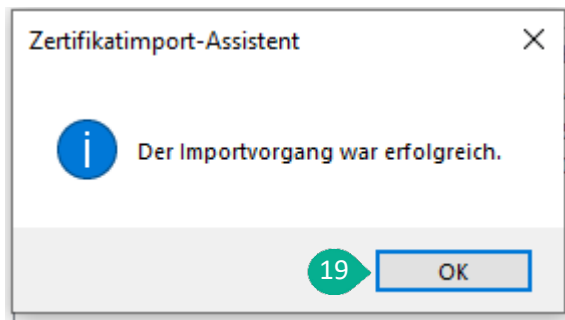 Zertifikatimport-Assistent
Der Importvorgang war erfolgreich.
19
OK